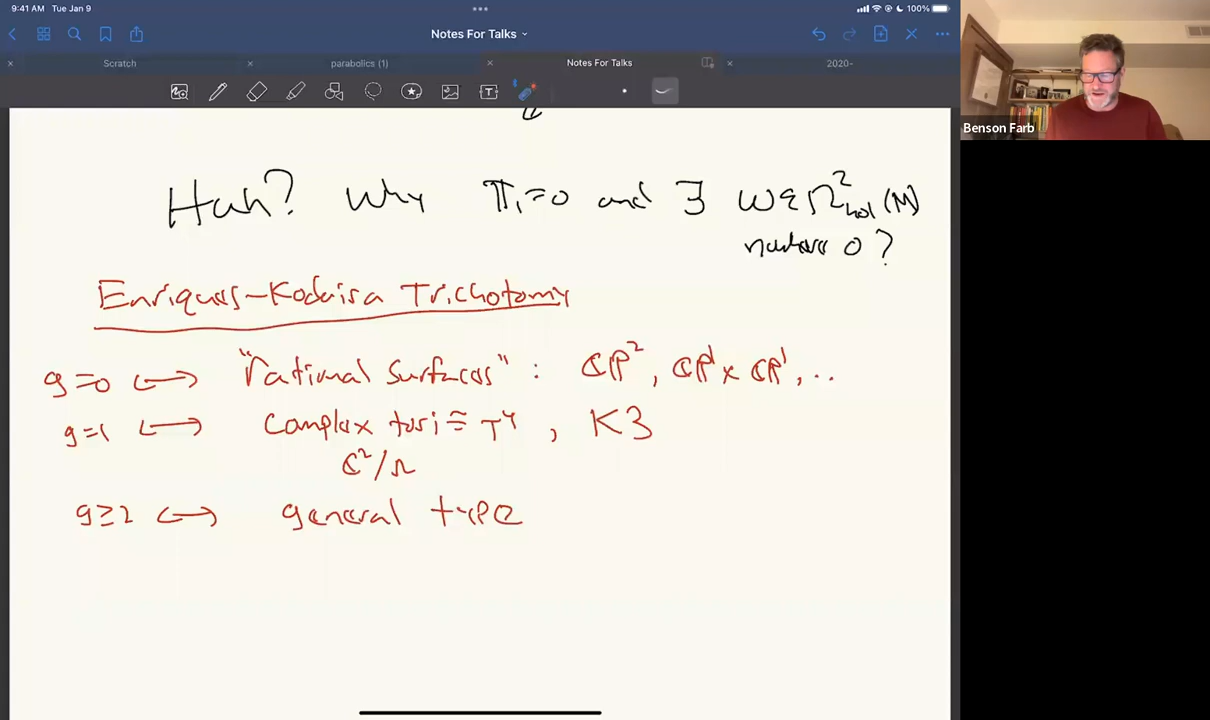 9:41 AM Tue Jan 9
100%
Notes For Talks
Scratch
parabolics (1)
Notes For Talks
2020-
Benson Farb
Huh? Why π₁=0 and ∃ ω∈Ω²hol(M)
nowhere 0?
Enriques-Kodaira Trichotomy
g=0 ⟷ "rational surfaces": ℂP², ℂP¹×ℂP¹, ...
g=1 ⟷ complex tori ≅ T⁴, K3
ℂ²/Λ
g≥2 ⟷ general type